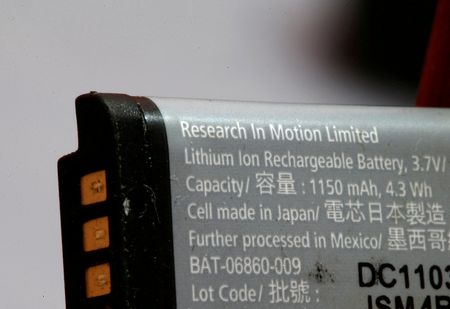 Research In Motion Limited
Lithium Ion Rechargeable Battery, 3.7V/
Capacity/ 容量 : 1150 mAh, 4.3 Wh
Cell made in Japan/ 電芯日本製造
Further processed in Mexico/ 墨西哥
BAT-06860-009 DC1103
Lot Code/ 批號 :